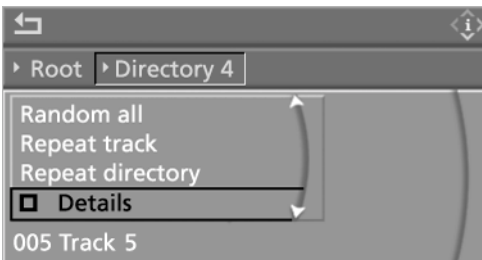 Root Directory 4
Random all
Repeat track
Repeat directory
Details
005 Track 5